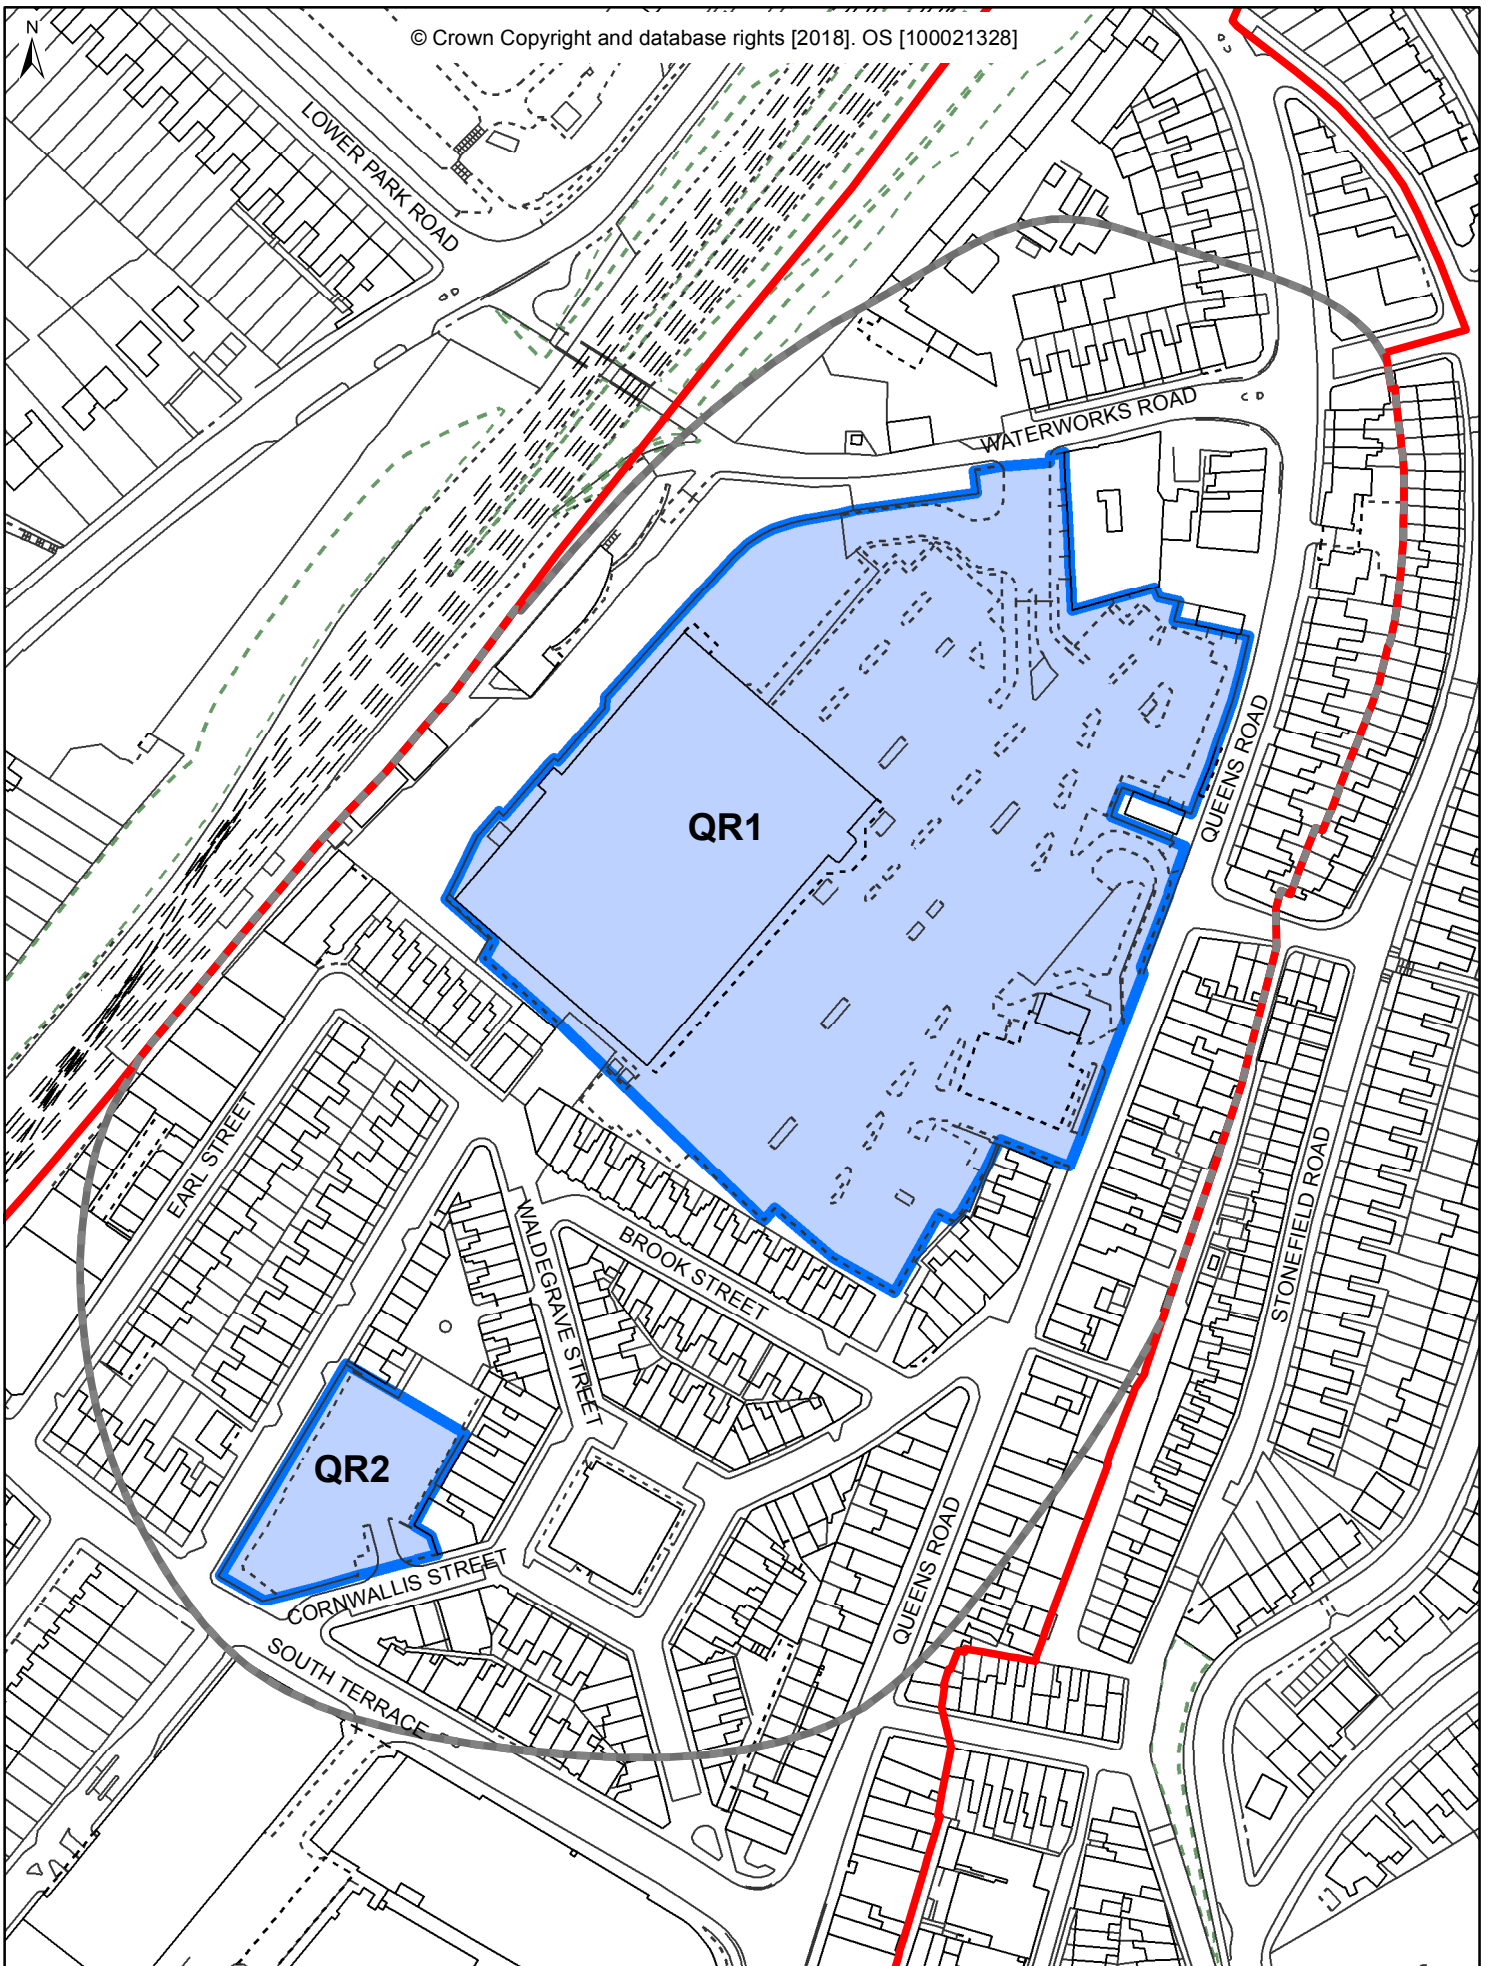 N
© Crown Copyright and database rights [2018]. OS [100021328]
LOWER PARK ROAD
WATERWORKS ROAD
QUEENS ROAD
QR1
EARL STREET
STONEFIELD ROAD
WALDEGRAVE STREET
BROOK STREET
QR2
QUEENS ROAD
CORNWALLIS STREET
SOUTH TERRACE